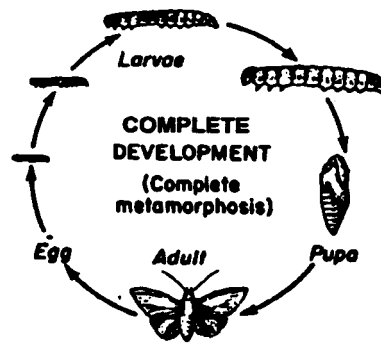 Larvae
COMPLETE
DEVELOPMENT
(Complete
metamorphosis)
Egg
Adult
Pupa